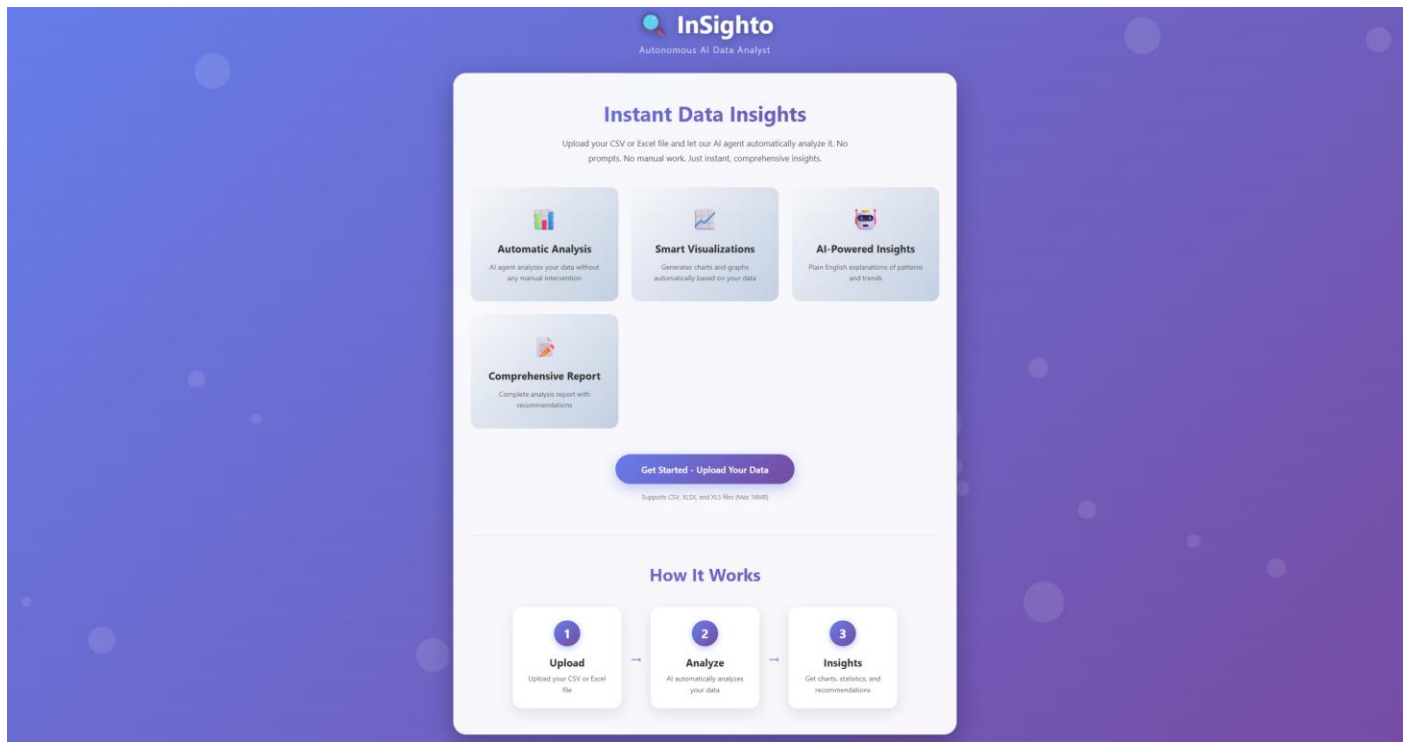 InSighto
Autonomous AI Data Analyst
Instant Data Insights
Upload your CSV or Excel file and let our AI agent automatically analyze it. No
prompts. No manual work. Just instant, comprehensive insights.
Automatic Analysis
AI agent analyzes your data without
any manual intervention
Smart Visualizations
Generates charts and graphs
automatically based on your data
AI-Powered Insights
Plain English explanations of patterns
and trends
Comprehensive Report
Complete analysis report with
recommendations
Get Started - Upload Your Data
Supports CSV, XLSX, and XLS files (Max 16MB)
How It Works
1
Upload
Upload your CSV or Excel
file
→
2
Analyze
AI automatically analyzes
your data
→
3
Insights
Get charts, statistics, and
recommendations